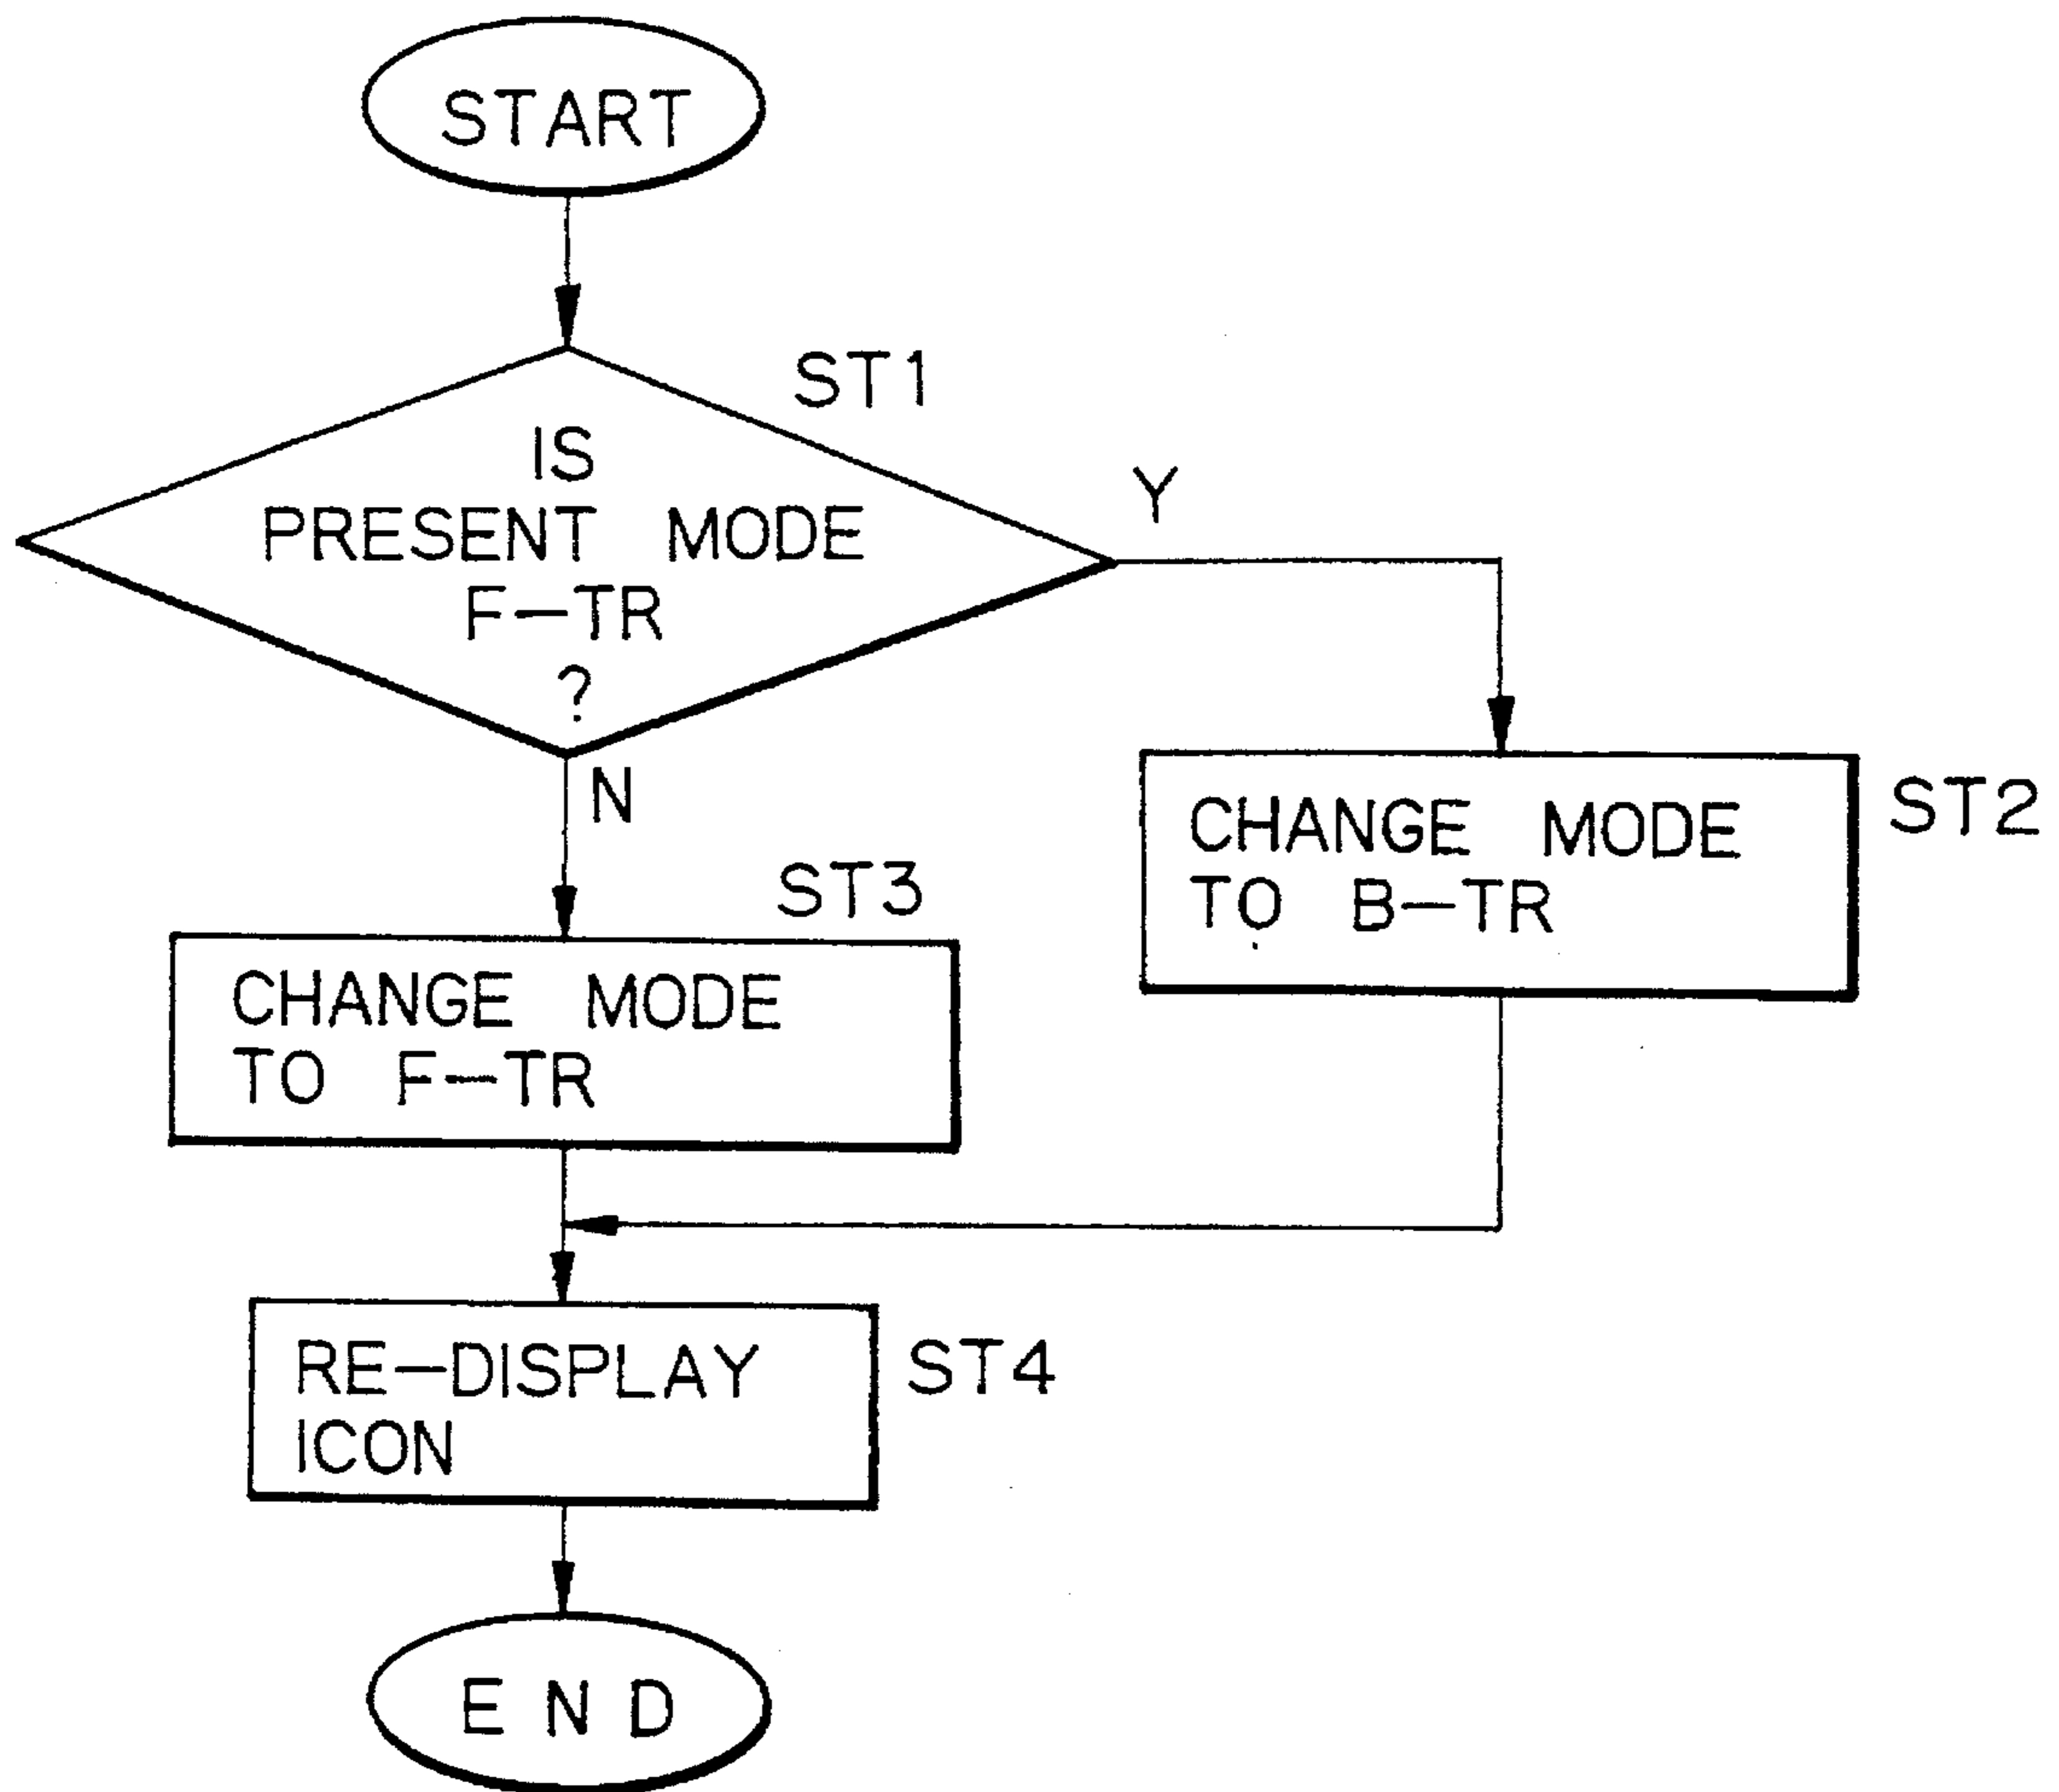 START
ST1
IS
PRESENT MODE
F-TR
?
Y
N
CHANGE MODE
TO B-TR
ST2
ST3
CHANGE MODE
TO F-TR
RE-DISPLAY
ICON
ST4
END